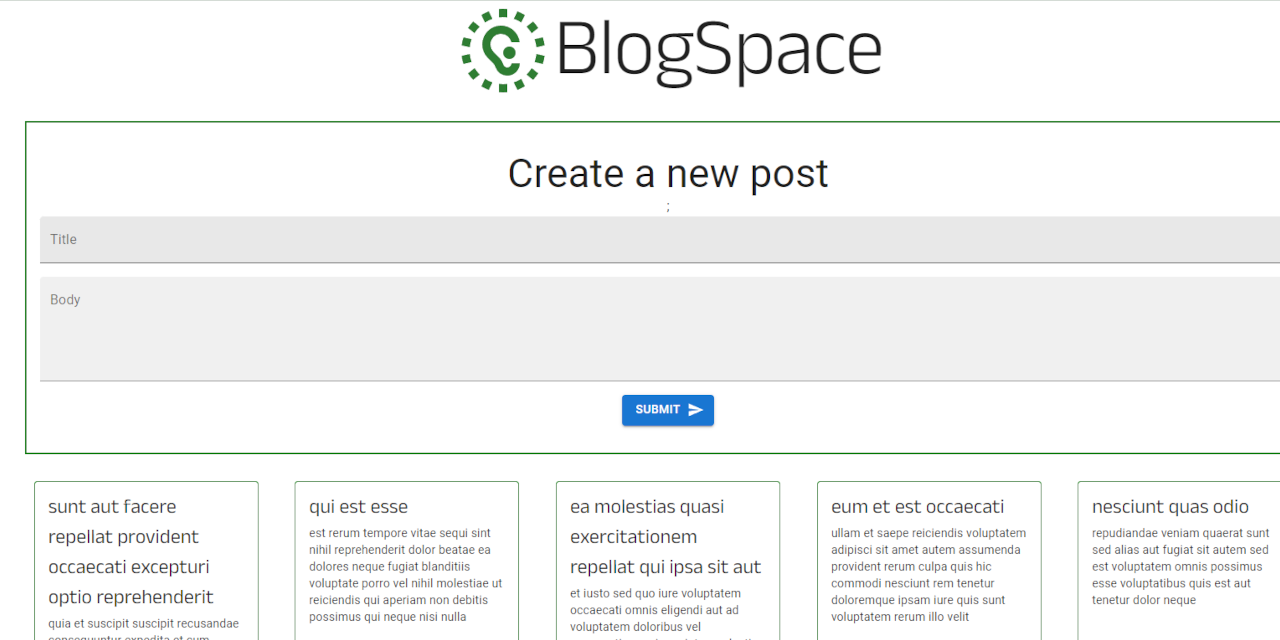 BlogSpace
Create a new post
;
Title
Body
SUBMIT
sunt aut facere
repellat provident
occaecati excepturi
optio reprehenderit
quia et suscipit suscipit recusandae
consequuntur expedita et cum
qui est esse
est rerum tempore vitae sequi sint
nihil reprehenderit dolor beatae ea
dolores neque fugiat blanditiis
voluptate porro vel nihil molestiae ut
reiciendis qui aperiam non debitis
possimus qui neque nisi nulla
ea molestias quasi
exercitationem
repellat qui ipsa sit aut
et iusto sed quo iure voluptatem
occaecati omnis eligendi aut ad
voluptatem doloribus vel
eum et est occaecati
ullam et saepe reiciendis voluptatem
adipisci sit amet autem assumenda
provident rerum culpa quis hic
commodi nesciunt rem tenetur
doloremque ipsam iure quis sunt
voluptatem rerum illo velit
nesciunt quas odio
repudiandae veniam quaerat sunt
sed alias aut fugiat sit autem sed
est voluptatem omnis possimus
esse voluptatibus quis est aut
tenetur dolor neque